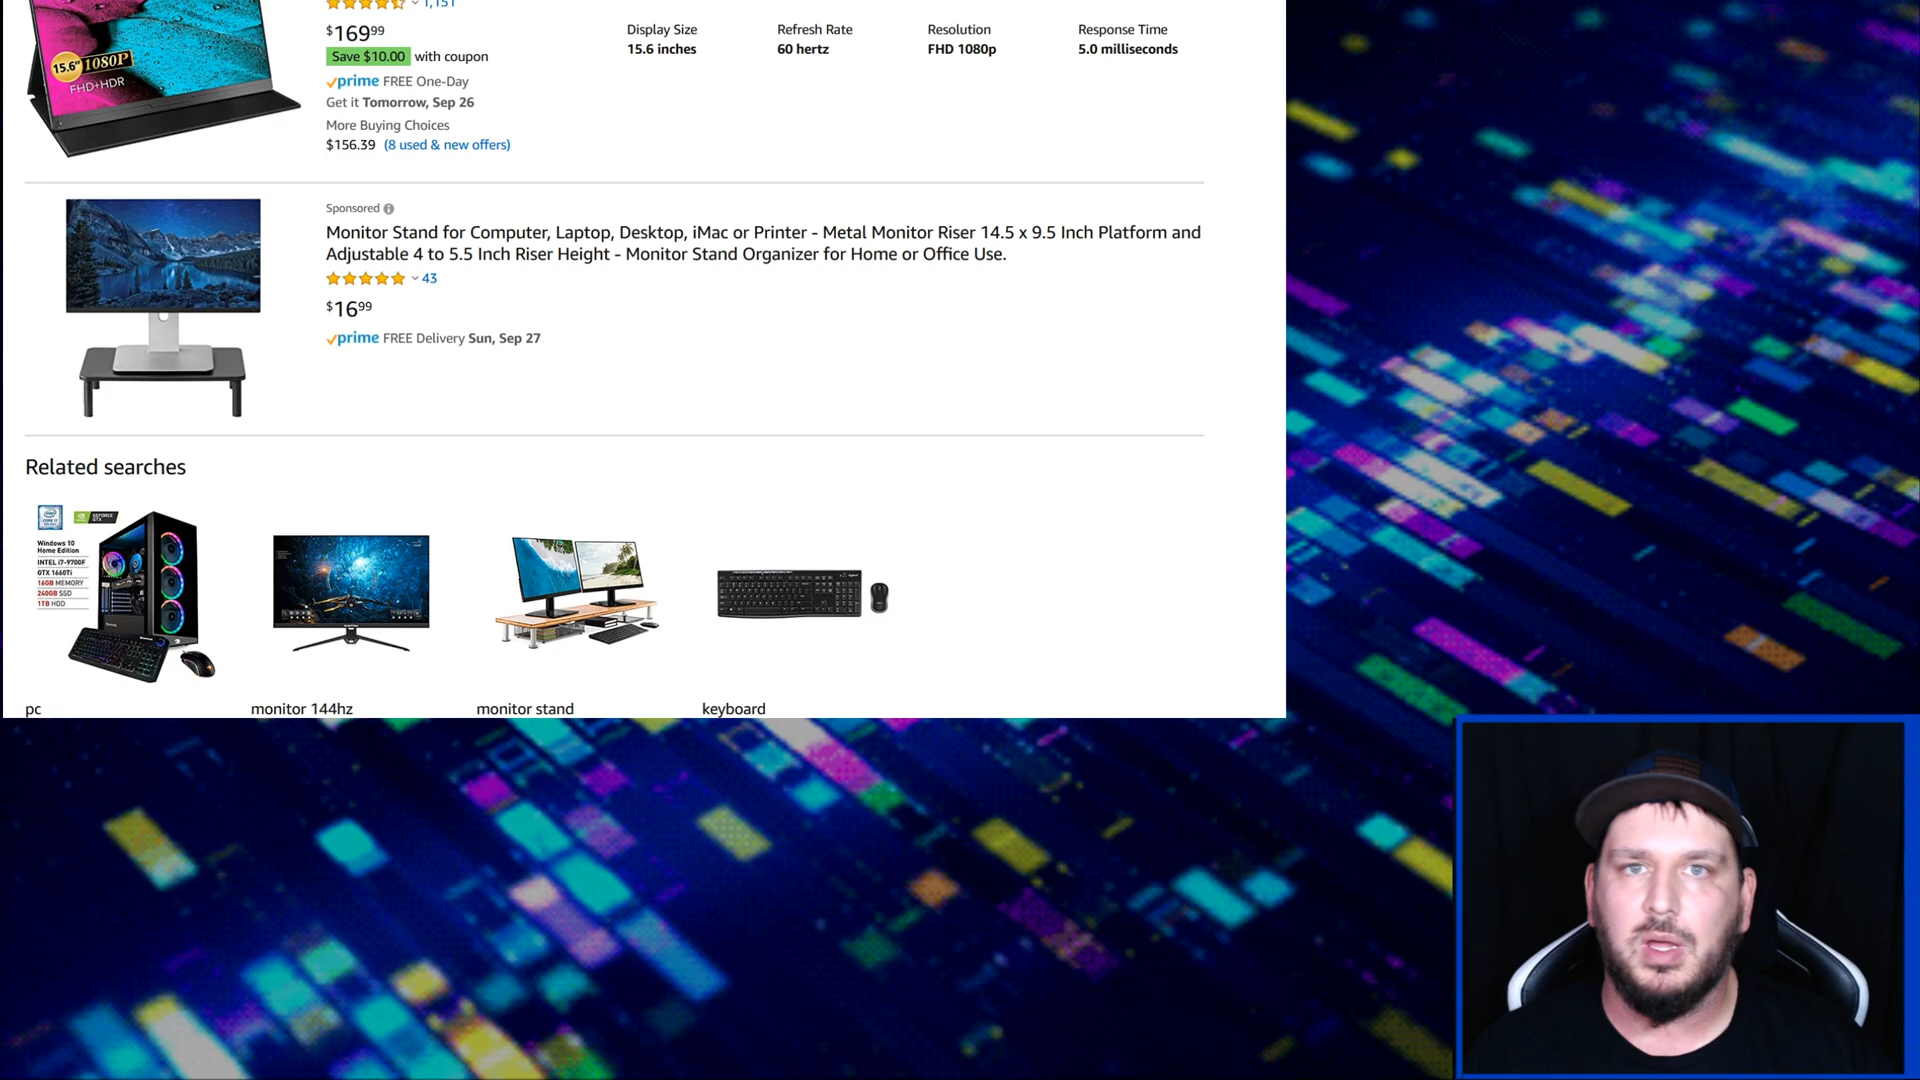 1,151
$169.99
Save $10.00 with coupon
prime FREE One-Day
Get it Tomorrow, Sep 26
More Buying Choices
$156.39 (8 used & new offers)
Display Size
15.6 inches
Refresh Rate
60 hertz
Resolution
FHD 1080p
Response Time
5.0 milliseconds
15.6" 1080P
FHD+HDR
Sponsored
Monitor Stand for Computer, Laptop, Desktop, iMac or Printer - Metal Monitor Riser 14.5 x 9.5 Inch Platform and
Adjustable 4 to 5.5 Inch Riser Height - Monitor Stand Organizer for Home or Office Use.
43
$16.99
prime FREE Delivery Sun, Sep 27
Related searches
Windows 10
Home Edition
INTEL i7-9700F
GTX 1660Ti
16GB MEMORY
240GB SSD
1TB HDD
pc
monitor 144hz
monitor stand
keyboard